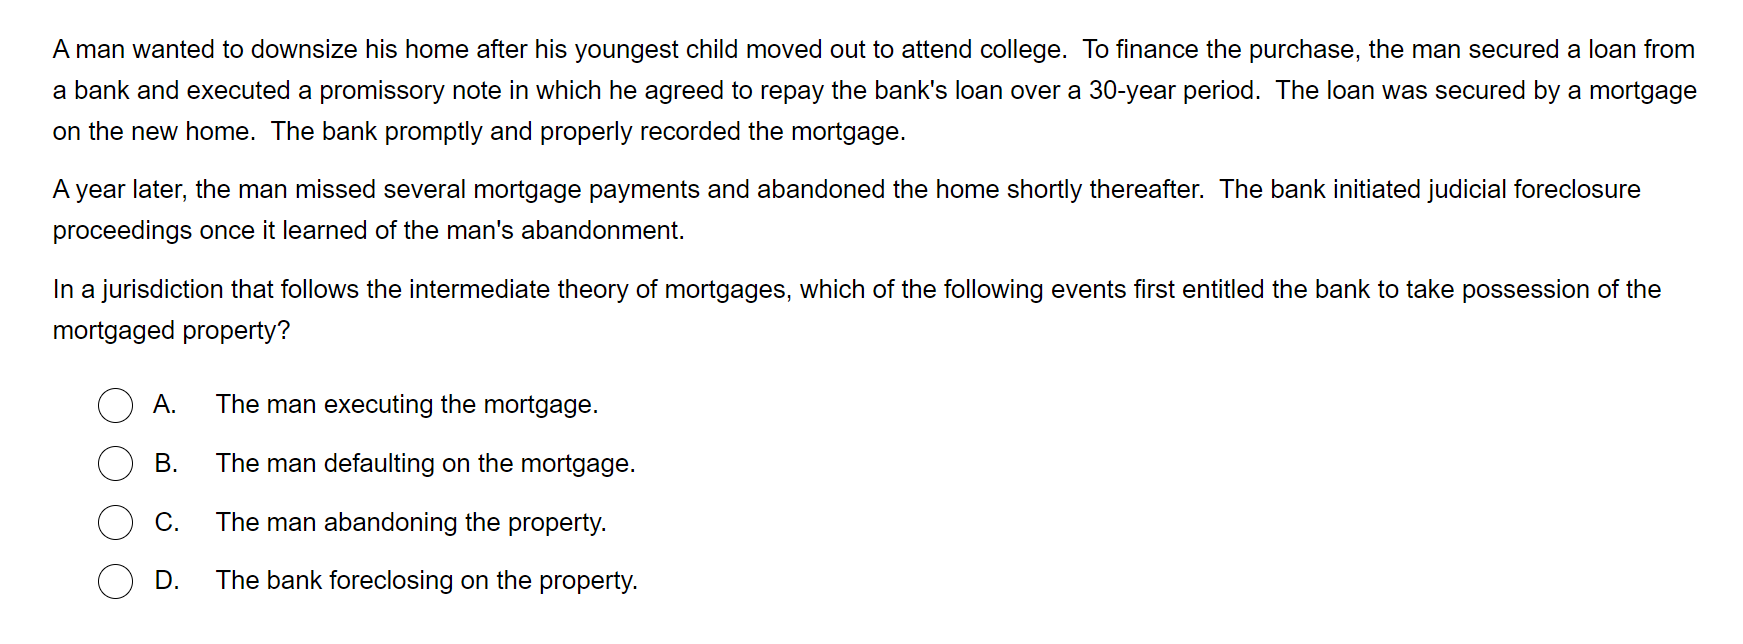 A man wanted to downsize his home after his youngest child moved out to attend college.  To finance the purchase, the man secured a loan from
a bank and executed a promissory note in which he agreed to repay the bank's loan over a 30-year period.  The loan was secured by a mortgage
on the new home.  The bank promptly and properly recorded the mortgage.
A year later, the man missed several mortgage payments and abandoned the home shortly thereafter.  The bank initiated judicial foreclosure
proceedings once it learned of the man's abandonment.
In a jurisdiction that follows the intermediate theory of mortgages, which of the following events first entitled the bank to take possession of the
mortgaged property?
A. The man executing the mortgage.
B. The man defaulting on the mortgage.
C. The man abandoning the property.
D. The bank foreclosing on the property.